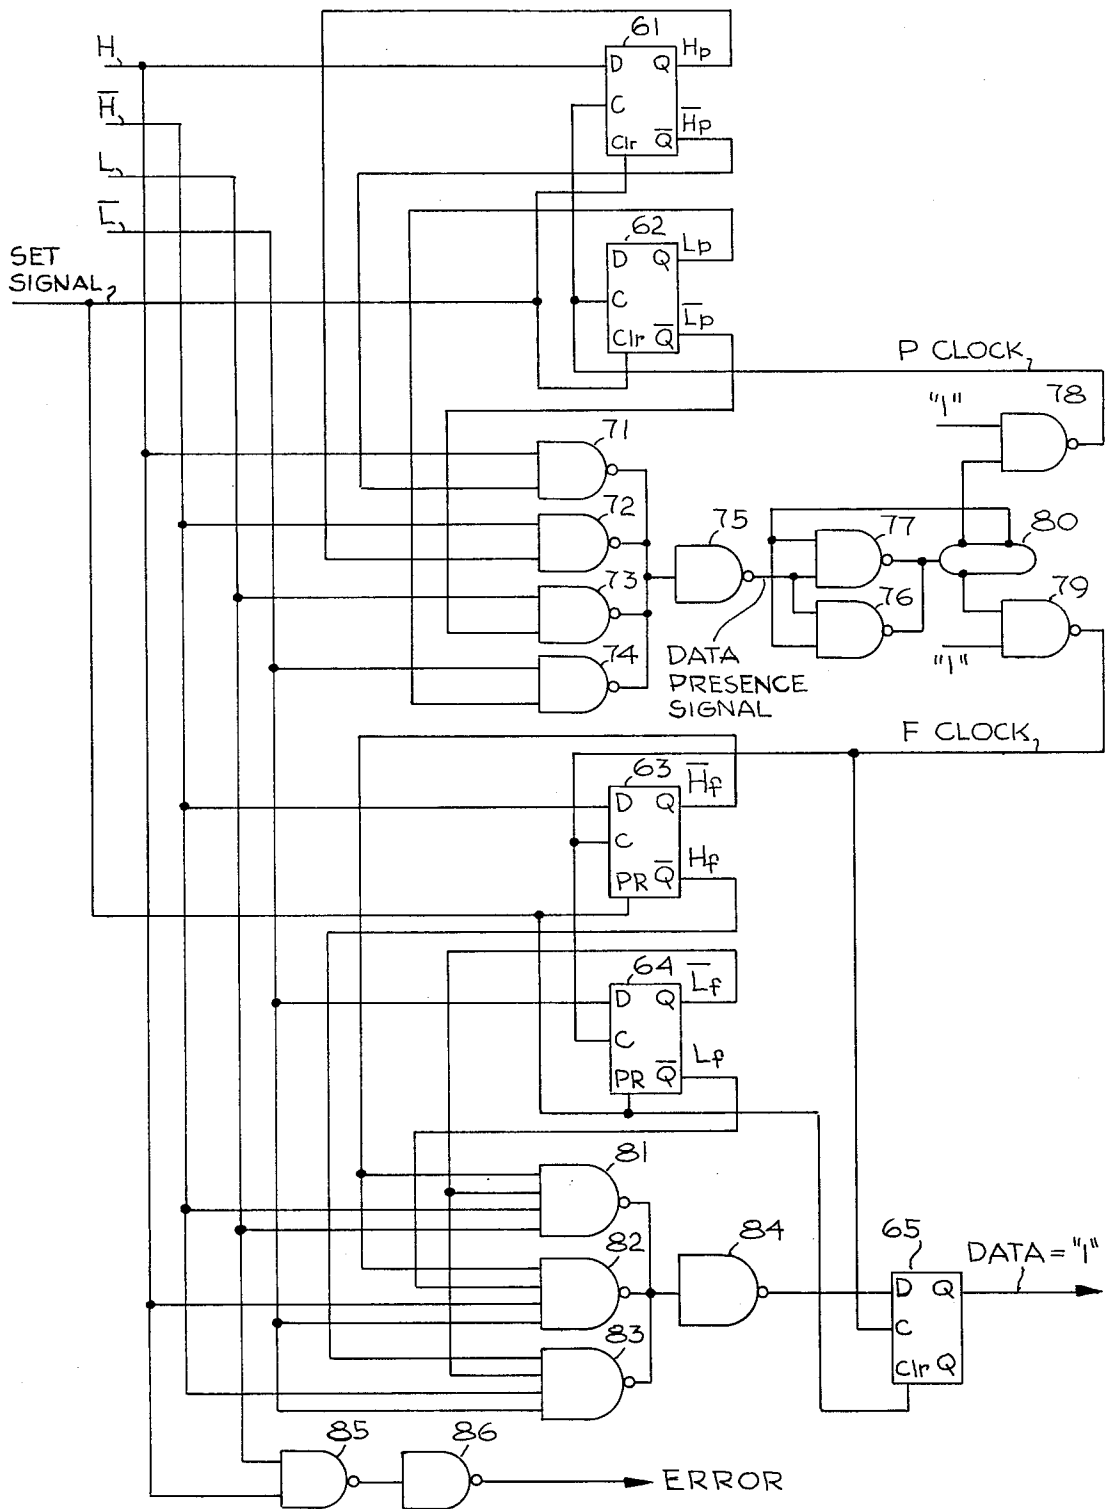 H
61
D Q
Hp
H̅
C
H̅p
Clr Q̅
L
L̅
62
Lp
D Q
SET
SIGNAL
C
L̅p
Clr Q̅
P CLOCK
"1"
78
71
72
75
77
80
73
76
79
74
DATA
PRESENCE
SIGNAL
"1"
F CLOCK
63
H̅f
D Q
C
Hf
PR Q̅
64
L̅f
D Q
C
Lf
PR Q̅
81
82
84
65
DATA = "1"
D Q
C
83
Clr Q
85
86
ERROR